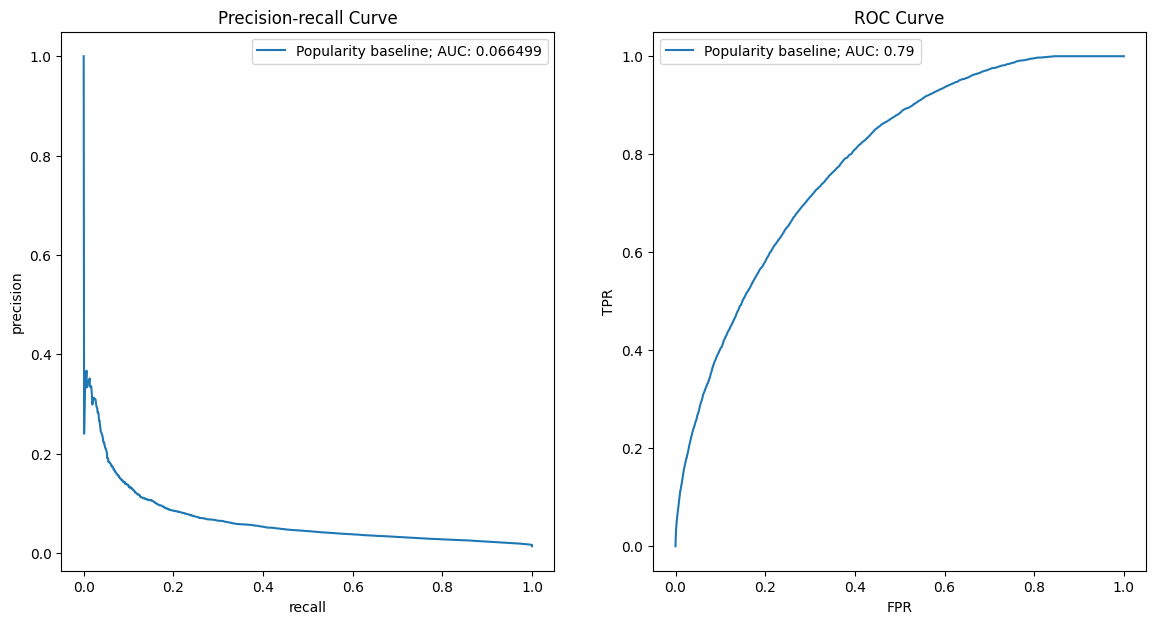 Precision-recall Curve
Popularity baseline; AUC: 0.066499
1.0
0.8
0.6
0.4
0.2
0.0
precision
0.0 0.2 0.4 0.6 0.8 1.0
recall
ROC Curve
Popularity baseline; AUC: 0.79
1.0
0.8
0.6
0.4
0.2
0.0
TPR
0.0 0.2 0.4 0.6 0.8 1.0
FPR